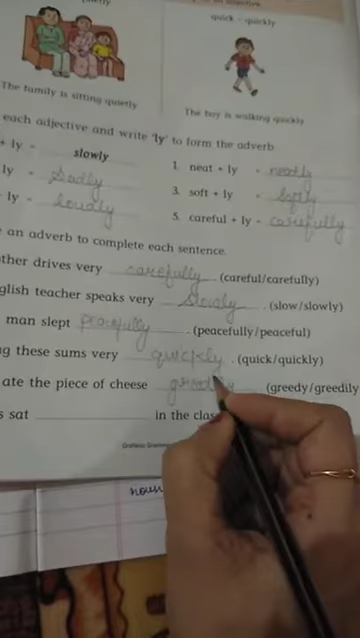 quick - quickly
The family is sitting quietly
The boy is walking quickly
each adjective and write 'ly' to form the adverb
+ ly - slowly
1. neat + ly - neatly
ly - Sadly
3. soft + ly - Softly
ly - loudly
5. careful + ly - carefully
an adverb to complete each sentence.
ther drives very carefully . (careful/carefully)
glish teacher speaks very slowly . (slow/slowly)
man slept peacefully . (peacefully/peaceful)
g these sums very quickly . (quick/quickly)
ate the piece of cheese (greedy/greedily
s sat in the clas
noun